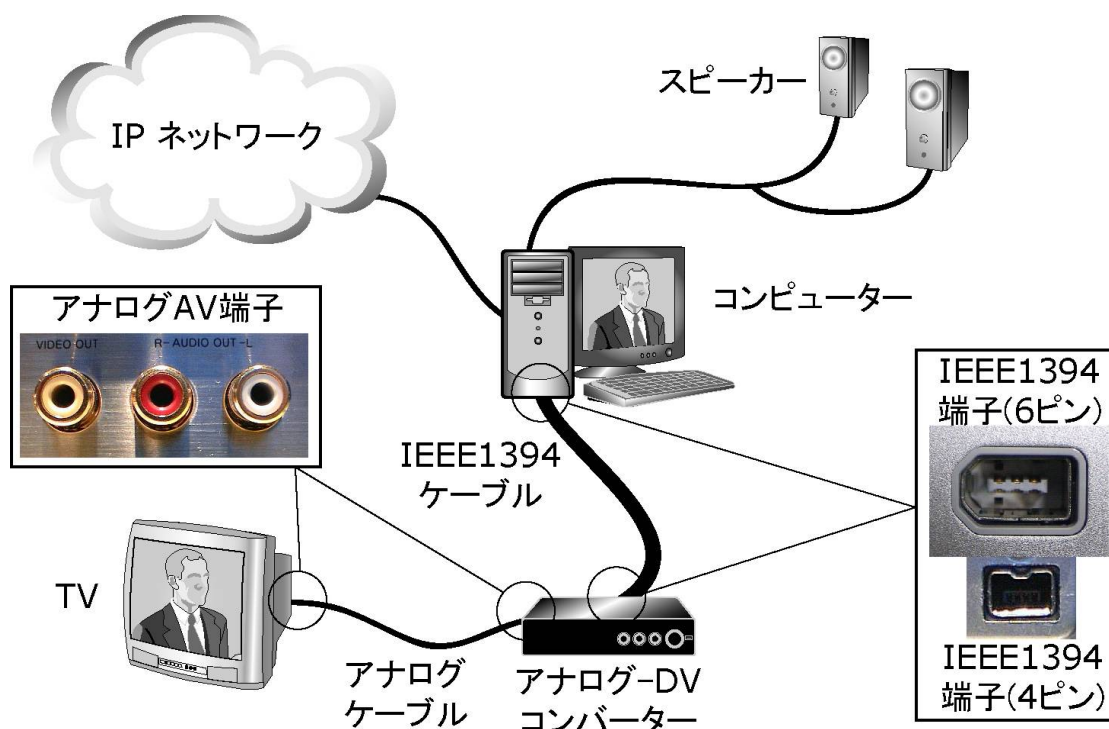 IP ネットワーク
スピーカー
コンピューター
アナログAV端子
VIDEO OUT
R- AUDIO OUT -L
IEEE1394
端子(6ピン)
IEEE1394
ケーブル
TV
アナログ
ケーブル
アナログ-DV
コンバーター
IEEE1394
端子(4ピン)